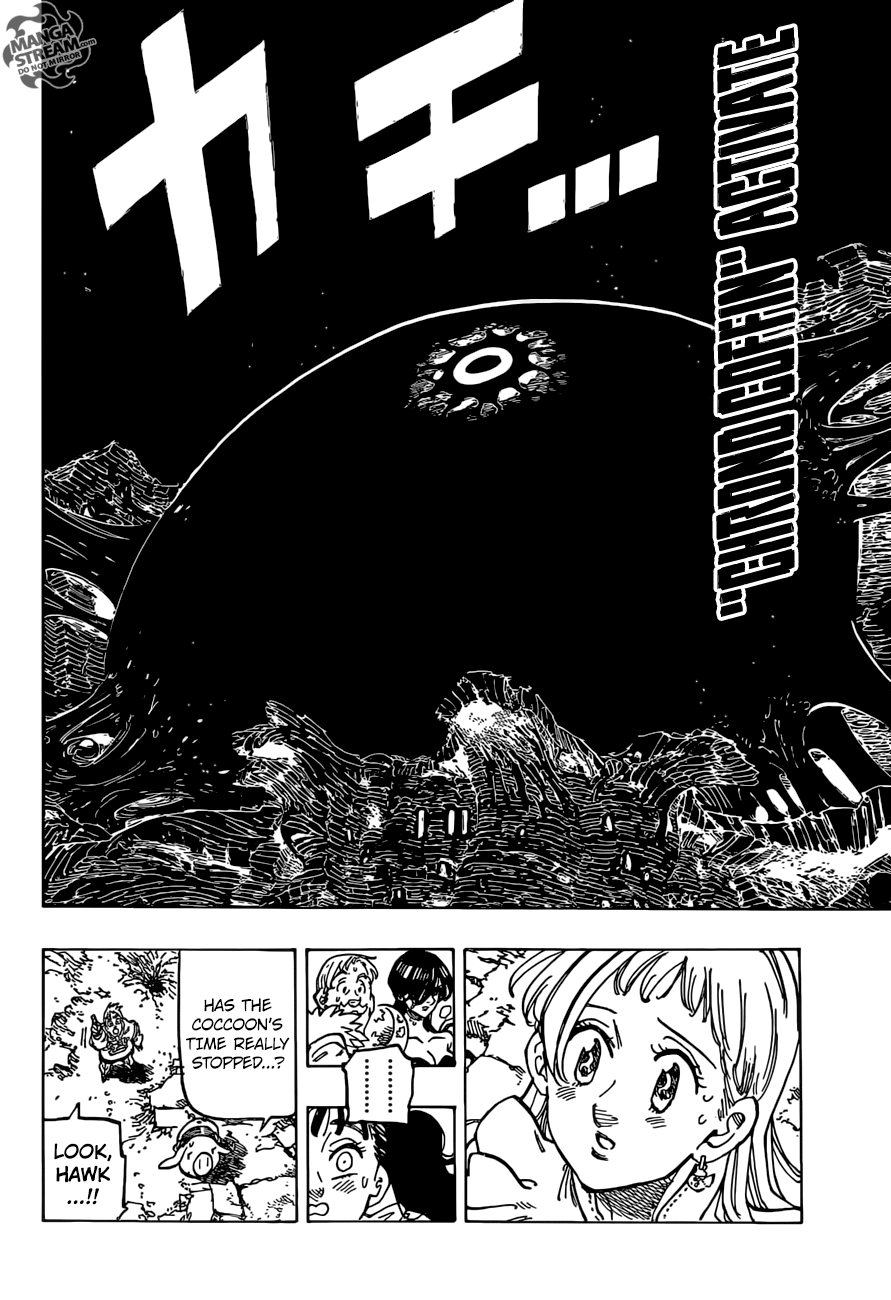 MANGA
STREAM.com
DO NOT MIRROR
カチ…
"CHRONO COFFIN" ACTIVATE
.........
HAS THE
COCCOON'S
TIME REALLY
STOPPED...?
LOOK,
HAWK
...!!